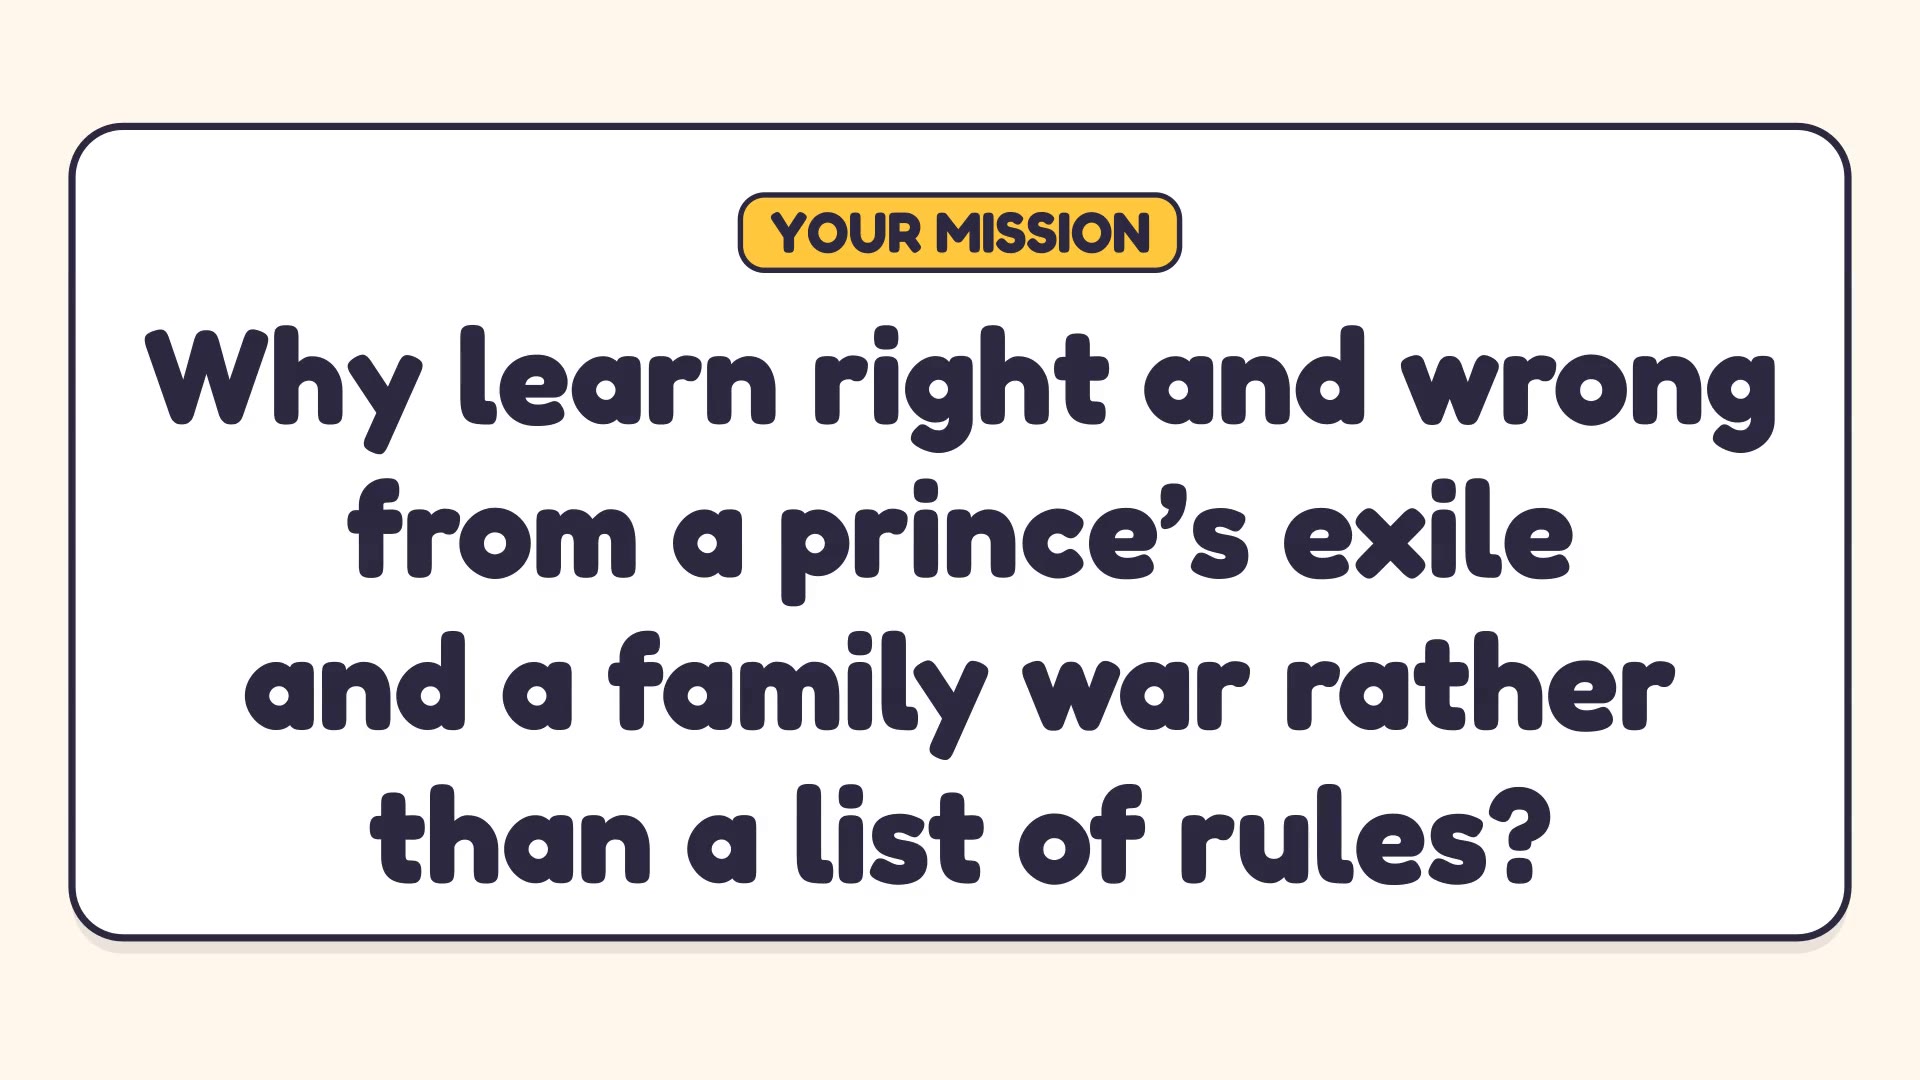 YOUR MISSION
Why learn right and wrong
from a prince’s exile
and a family war rather
than a list of rules?